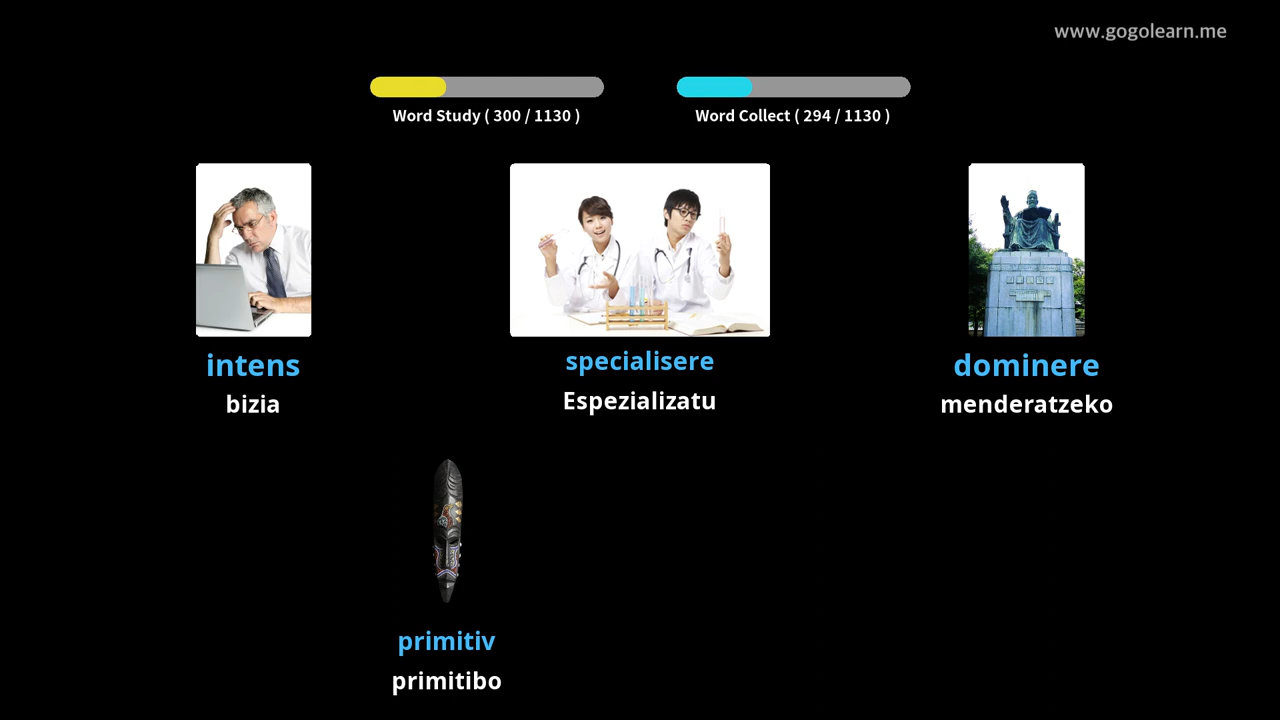 www.gogolearn.me
Word Study ( 300 / 1130 )
Word Collect ( 294 / 1130 )
intens
bizia
specialisere
Espezializatu
dominere
menderatzeko
primitiv
primitibo